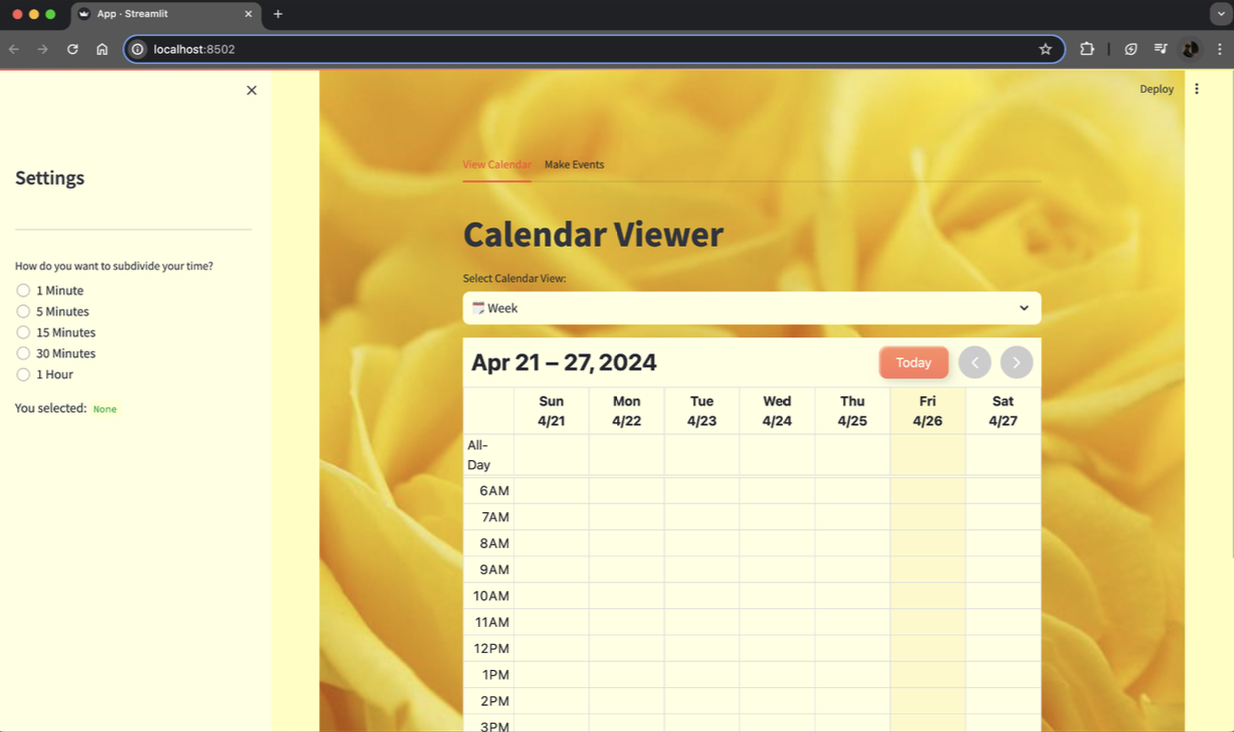 App · Streamlit
localhost:8502
Deploy
Settings
How do you want to subdivide your time?
1 Minute
5 Minutes
15 Minutes
30 Minutes
1 Hour
You selected: None
View Calendar Make Events
Calendar Viewer
Select Calendar View:
Week
Apr 21 – 27, 2024 Today
Sun Mon Tue Wed Thu Fri Sat
4/21 4/22 4/23 4/24 4/25 4/26 4/27
All-
Day
6AM
7AM
8AM
9AM
10AM
11AM
12PM
1PM
2PM
3PM